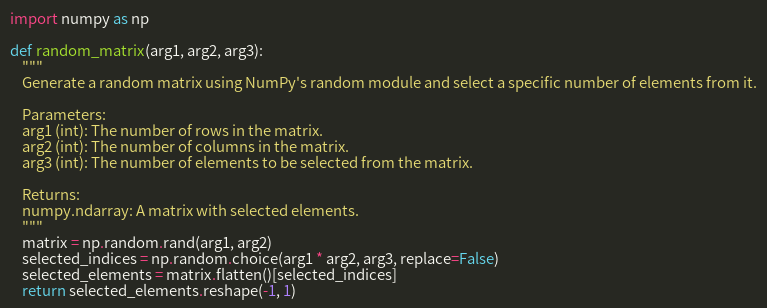 import numpy as np

def random_matrix(arg1, arg2, arg3):
    """
    Generate a random matrix using NumPy's random module and select a specific number of elements from it.

    Parameters:
    arg1 (int): The number of rows in the matrix.
    arg2 (int): The number of columns in the matrix.
    arg3 (int): The number of elements to be selected from the matrix.

    Returns:
    numpy.ndarray: A matrix with selected elements.
    """
    matrix = np.random.rand(arg1, arg2)
    selected_indices = np.random.choice(arg1 * arg2, arg3, replace=False)
    selected_elements = matrix.flatten()[selected_indices]
    return selected_elements.reshape(-1, 1)